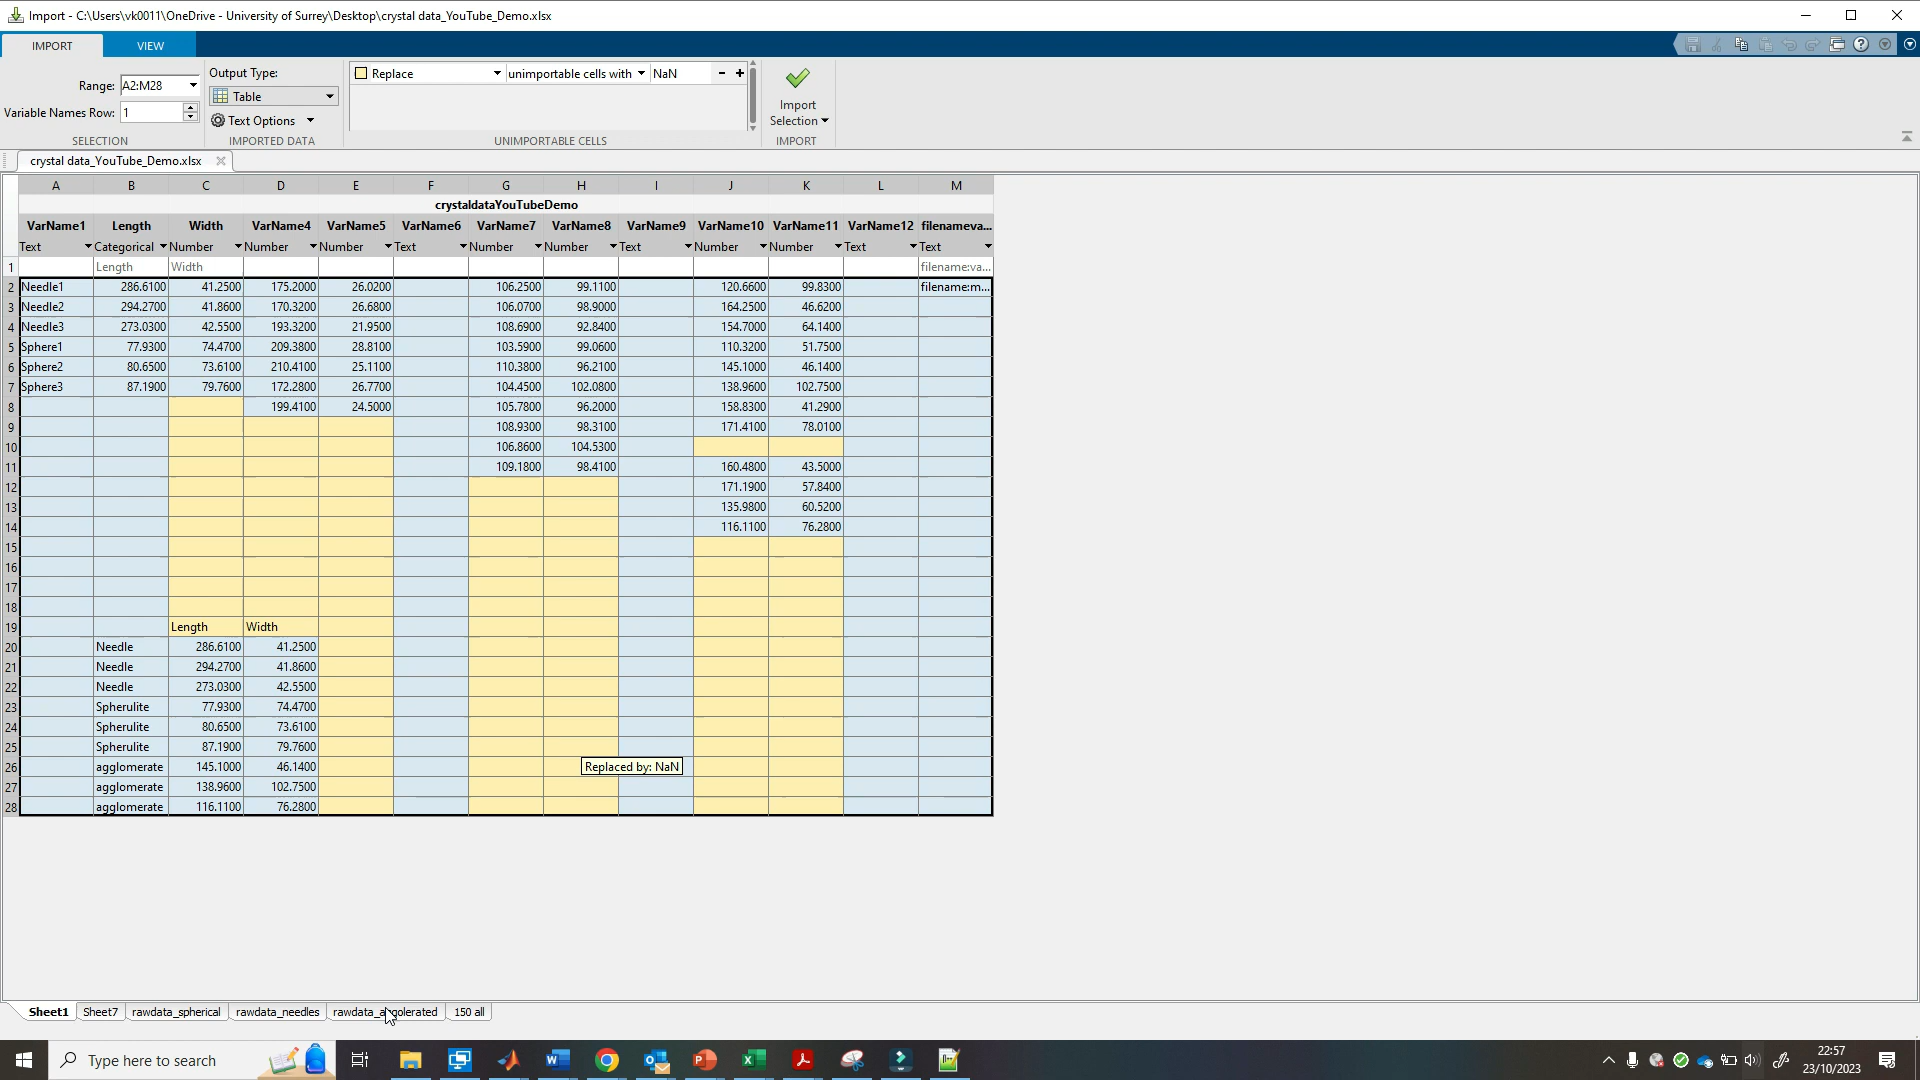 Import - C:\Users\vk0011\OneDrive - University of Surrey\Desktop\crystal data_YouTube_Demo.xlsx
IMPORT VIEW
Range: A2:M28
Variable Names Row: 1
SELECTION
Output Type:
Table
Text Options
IMPORTED DATA
Replace unimportable cells with NaN - +
UNIMPORTABLE CELLS
Import
Selection
IMPORT
crystal data_YouTube_Demo.xlsx
A B C D E F G H I J K L M
crystaldataYouTubeDemo
VarName1 Length Width VarName4 VarName5 VarName6 VarName7 VarName8 VarName9 VarName10 VarName11 VarName12 filenameva...
Text Categorical Number Number Number Text Number Number Text Number Number Text Text
1 Length Width filename:va...
2 Needle1 286.6100 41.2500 175.2000 26.0200 106.2500 99.1100 120.6600 99.8300 filename:m...
3 Needle2 294.2700 41.8600 170.3200 26.6800 106.0700 98.9000 164.2500 46.6200
4 Needle3 273.0300 42.5500 193.3200 21.9500 108.6900 92.8400 154.7000 64.1400
5 Sphere1 77.9300 74.4700 209.3800 28.8100 103.5900 99.0600 110.3200 51.7500
6 Sphere2 80.6500 73.6100 210.4100 25.1100 110.3800 96.2100 145.1000 46.1400
7 Sphere3 87.1900 79.7600 172.2800 26.7700 104.4500 102.0800 138.9600 102.7500
8 199.4100 24.5000 105.7800 96.2000 158.8300 41.2900
9 108.9300 98.3100 171.4100 78.0100
10 106.8600 104.5300
11 109.1800 98.4100 160.4800 43.5000
12 171.1900 57.8400
13 135.9800 60.5200
14 116.1100 76.2800
15
16
17
18
19 Length Width
20 Needle 286.6100 41.2500
21 Needle 294.2700 41.8600
22 Needle 273.0300 42.5500
23 Spherulite 77.9300 74.4700
24 Spherulite 80.6500 73.6100
25 Spherulite 87.1900 79.7600
26 agglomerate 145.1000 46.1400 Replaced by: NaN
27 agglomerate 138.9600 102.7500
28 agglomerate 116.1100 76.2800
Sheet1 Sheet7 rawdata_spherical rawdata_needles 150 all
Type here to search
22:57
23/10/2023